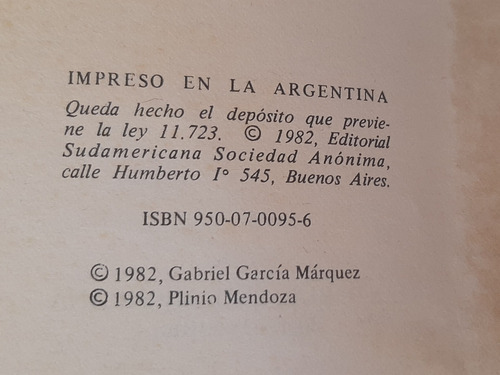 IMPRESO EN LA ARGENTINA
Queda hecho el depósito que previe-
ne la ley 11.723. © 1982, Editorial
Sudamericana Sociedad Anónima,
calle Humberto I° 545, Buenos Aires.
ISBN 950-07-0095-6
© 1982, Gabriel García Márquez
© 1982, Plinio Mendoza